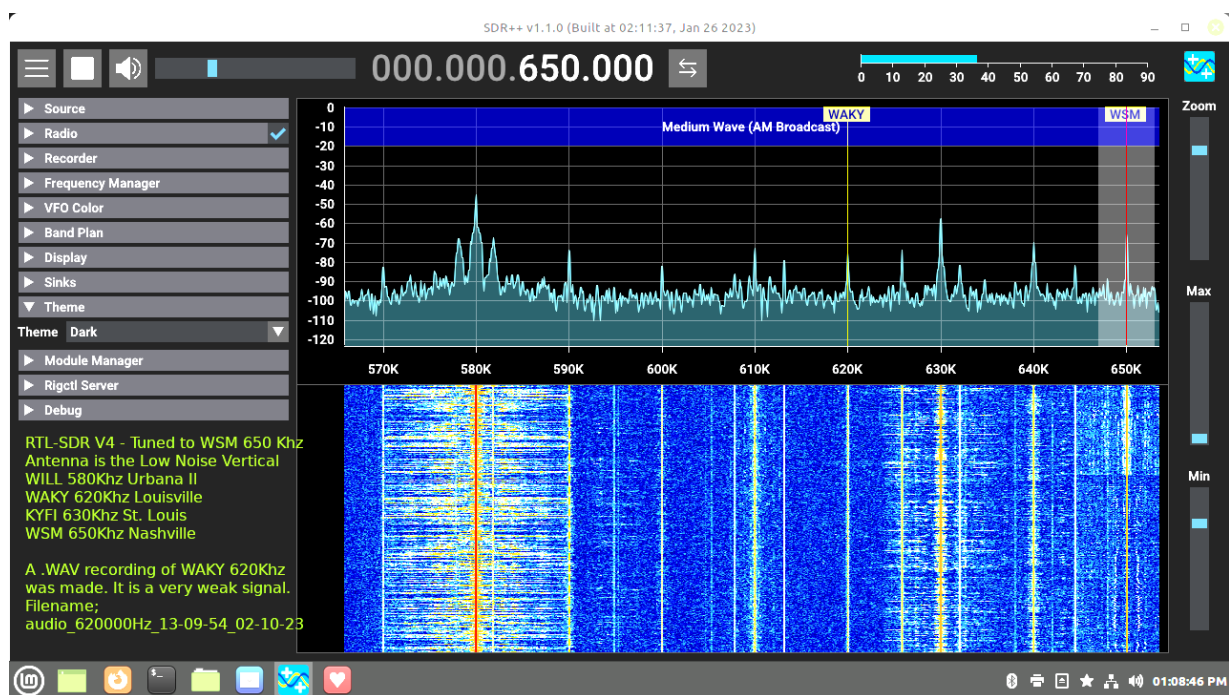 SDR++ v1.1.0 (Built at 02:11:37, Jan 26 2023)
000.000.650.000
0 10 20 30 40 50 60 70 80 90
Source
Radio
Recorder
Frequency Manager
VFO Color
Band Plan
Display
Sinks
Theme
Theme Dark
Module Manager
Rigctl Server
Debug
RTL-SDR V4 - Tuned to WSM 650 Khz
Antenna is the Low Noise Vertical
WILL 580Khz Urbana Il
WAKY 620Khz Louisville
KYFI 630Khz St. Louis
WSM 650Khz Nashville
A .WAV recording of WAKY 620Khz
was made. It is a very weak signal.
Filename;
audio_620000Hz_13-09-54_02-10-23
WAKY
WSM
Medium Wave (AM Broadcast)
0
-10
-20
-30
-40
-50
-60
-70
-80
-90
-100
-110
-120
570K 580K 590K 600K 610K 620K 630K 640K 650K
Zoom
Max
Min
$_
lm
01:08:46 PM